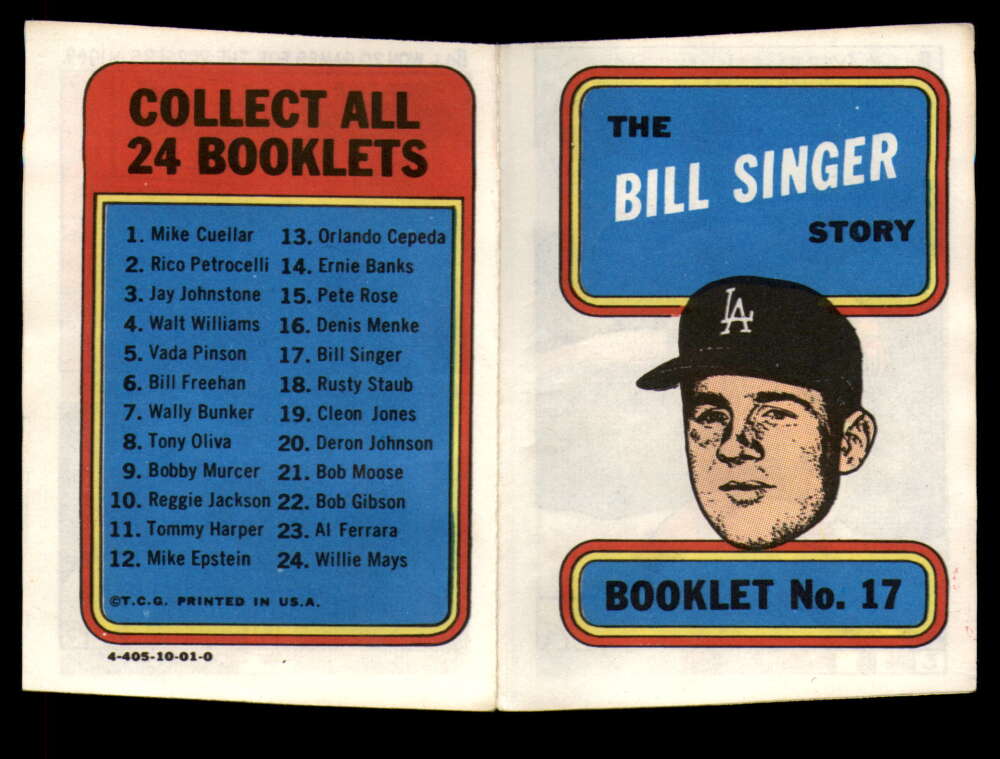 COLLECT ALL
24 BOOKLETS
1. Mike Cuellar
2. Rico Petrocelli
3. Jay Johnstone
4. Walt Williams
5. Vada Pinson
6. Bill Freehan
7. Wally Bunker
8. Tony Oliva
9. Bobby Murcer
10. Reggie Jackson
11. Tommy Harper
12. Mike Epstein
13. Orlando Cepeda
14. Ernie Banks
15. Pete Rose
16. Denis Menke
17. Bill Singer
18. Rusty Staub
19. Cleon Jones
20. Deron Johnson
21. Bob Moose
22. Bob Gibson
23. Al Ferrara
24. Willie Mays
©T.C.G. PRINTED IN U.S.A.
4-405-10-01-0
THE
BILL SINGER
STORY
LA
BOOKLET No. 17